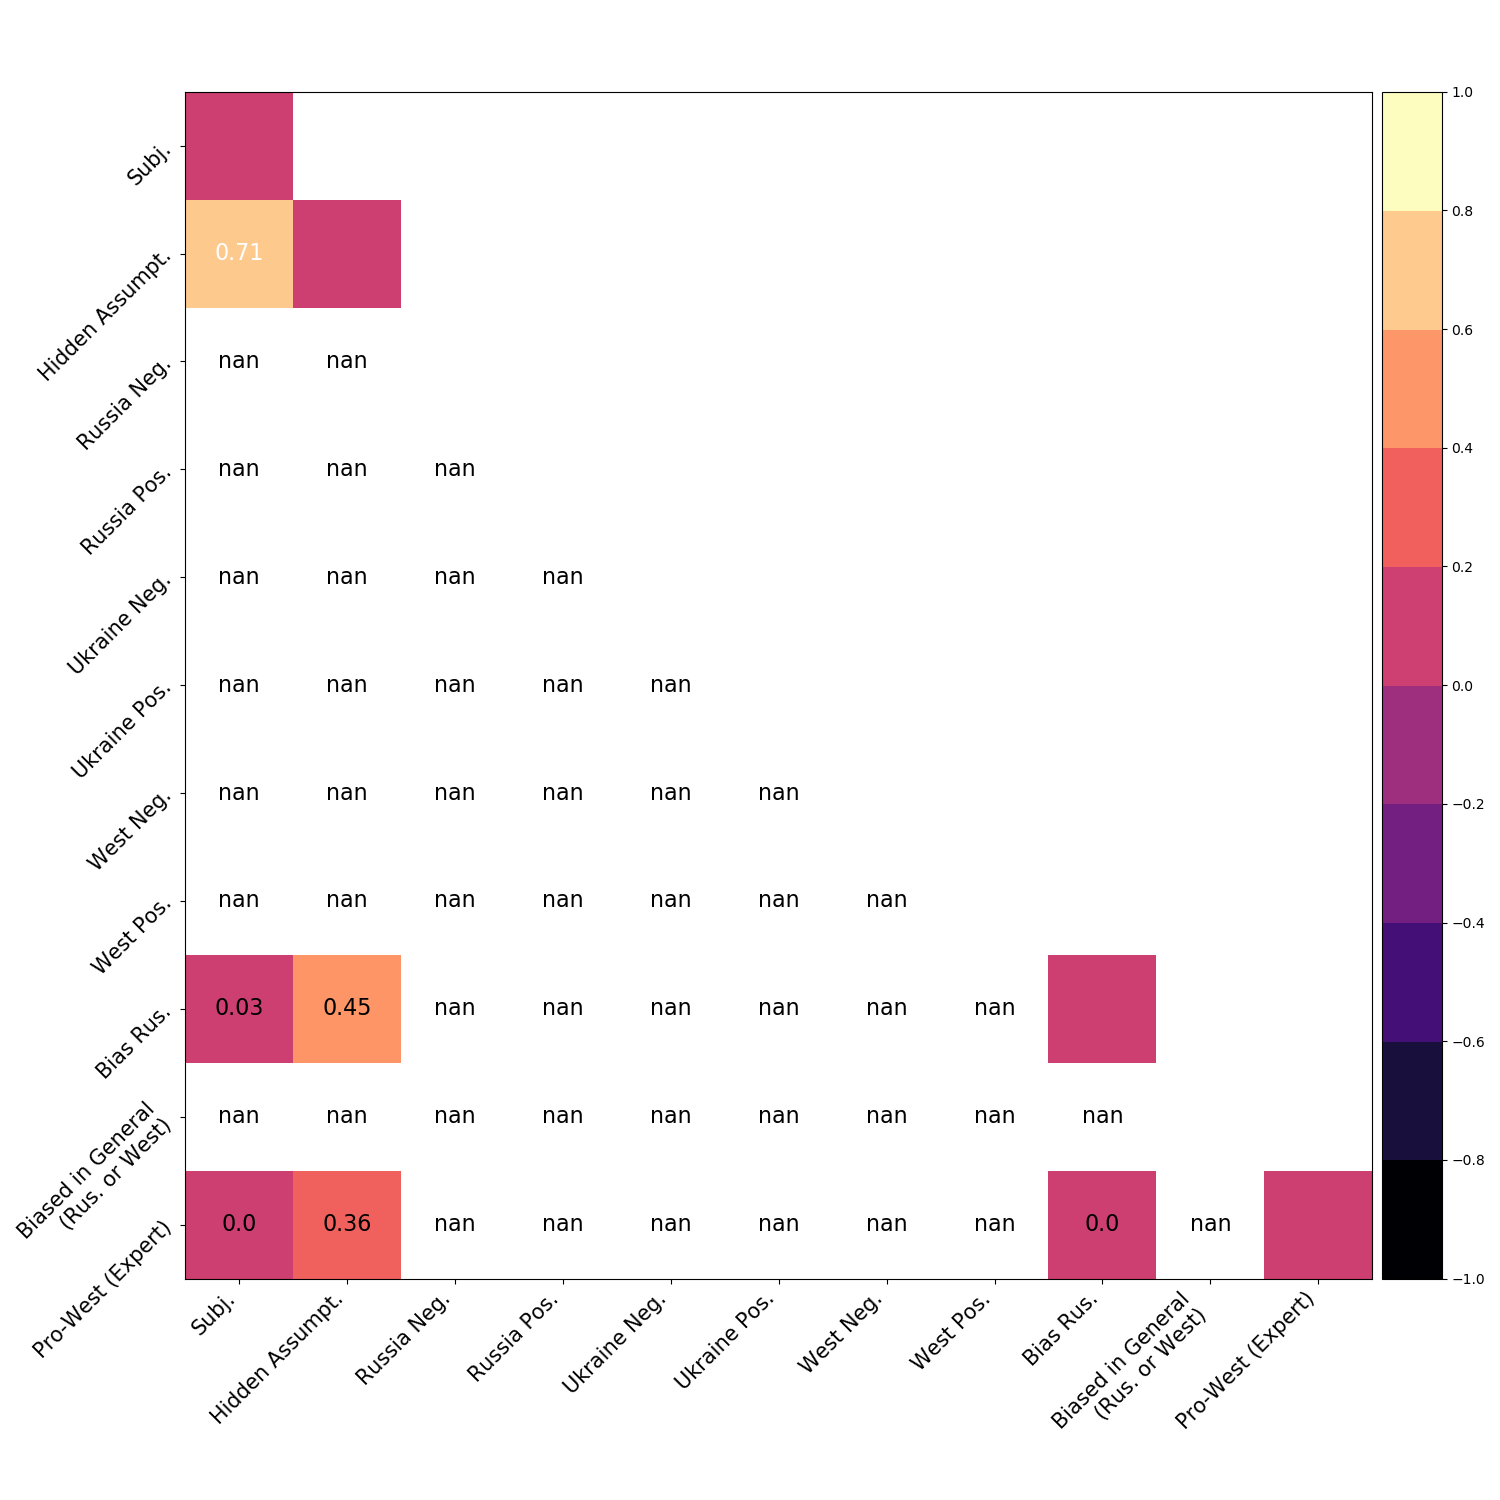 Subj.
Hidden Assumpt.
0.71
Russia Neg.
nan nan
Russia Pos.
nan nan nan
Ukraine Neg.
nan nan nan nan
Ukraine Pos.
nan nan nan nan nan
West Neg.
nan nan nan nan nan nan
West Pos.
nan nan nan nan nan nan nan
Bias Rus.
0.03 0.45 nan nan nan nan nan nan
Biased in General
(Rus. or West)
nan nan nan nan nan nan nan nan nan
Pro-West (Expert)
0.0 0.36 nan nan nan nan nan nan 0.0 nan
Subj.
Hidden Assumpt.
Russia Neg.
Russia Pos.
Ukraine Neg.
Ukraine Pos.
West Neg.
West Pos.
Bias Rus.
Biased in General
(Rus. or West)
Pro-West (Expert)
1.0
0.8
0.6
0.4
0.2
0.0
−0.2
−0.4
−0.6
−0.8
−1.0